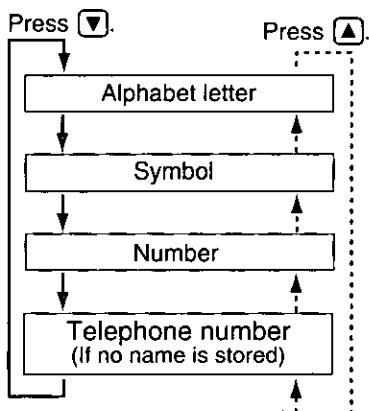 Press ▼.
Press ▲.
Alphabet letter
Symbol
Number
Telephone number
(If no name is stored)